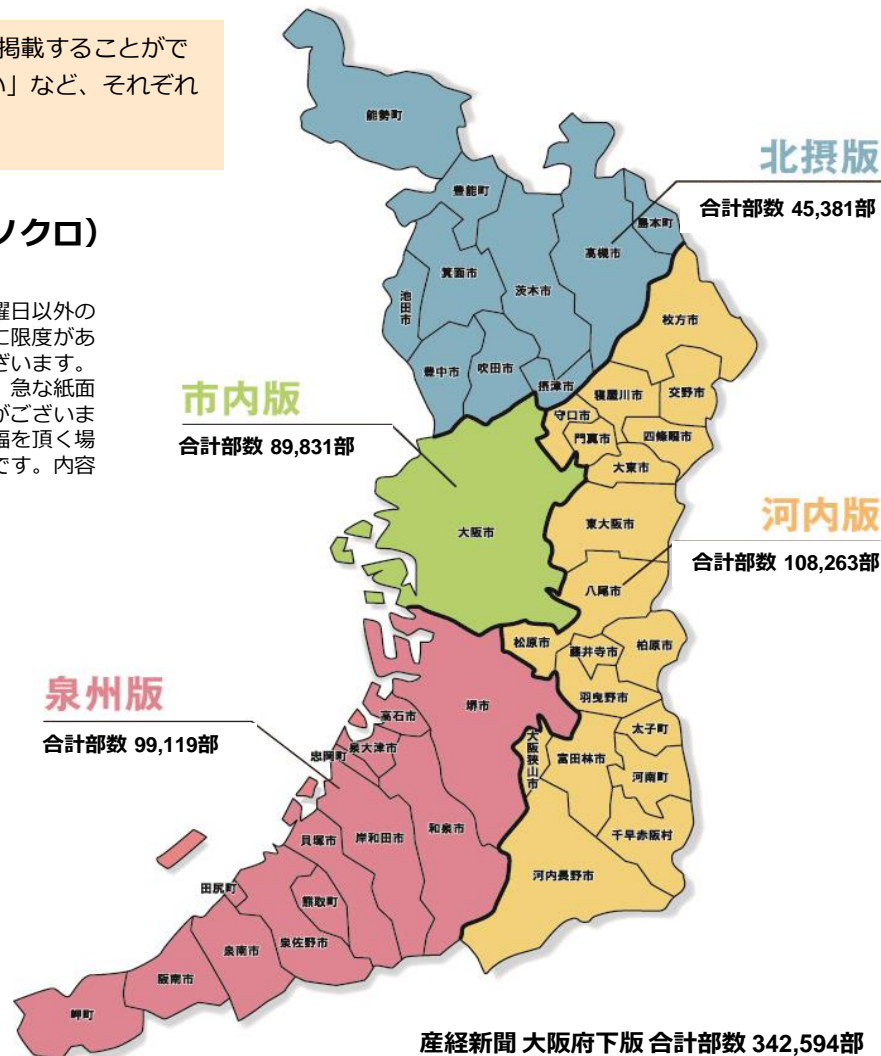 掲載することがで
い」など、それぞれ
ノクロ）
曜日以外の
に限度があ
ざいます。
急な紙面
がございま
幅を頂く場
です。内容
北摂版
合計部数 45,381部
能勢町
豊能町
島本町
高槻市
箕面市
茨木市
池田市
豊中市
吹田市
摂津市
市内版
合計部数 89,831部
大阪市
枚方市
寝屋川市
交野市
守口市
門真市
四條畷市
大東市
東大阪市
河内版
合計部数 108,263部
八尾市
松原市
藤井寺市
柏原市
羽曳野市
太子町
大阪狭山市
富田林市
河南町
千早赤阪村
河内長野市
泉州版
合計部数 99,119部
堺市
高石市
泉大津市
忠岡町
和泉市
岸和田市
貝塚市
田尻町
熊取町
泉佐野市
泉南市
阪南市
岬町
産経新聞 大阪府下版 合計部数 342,594部